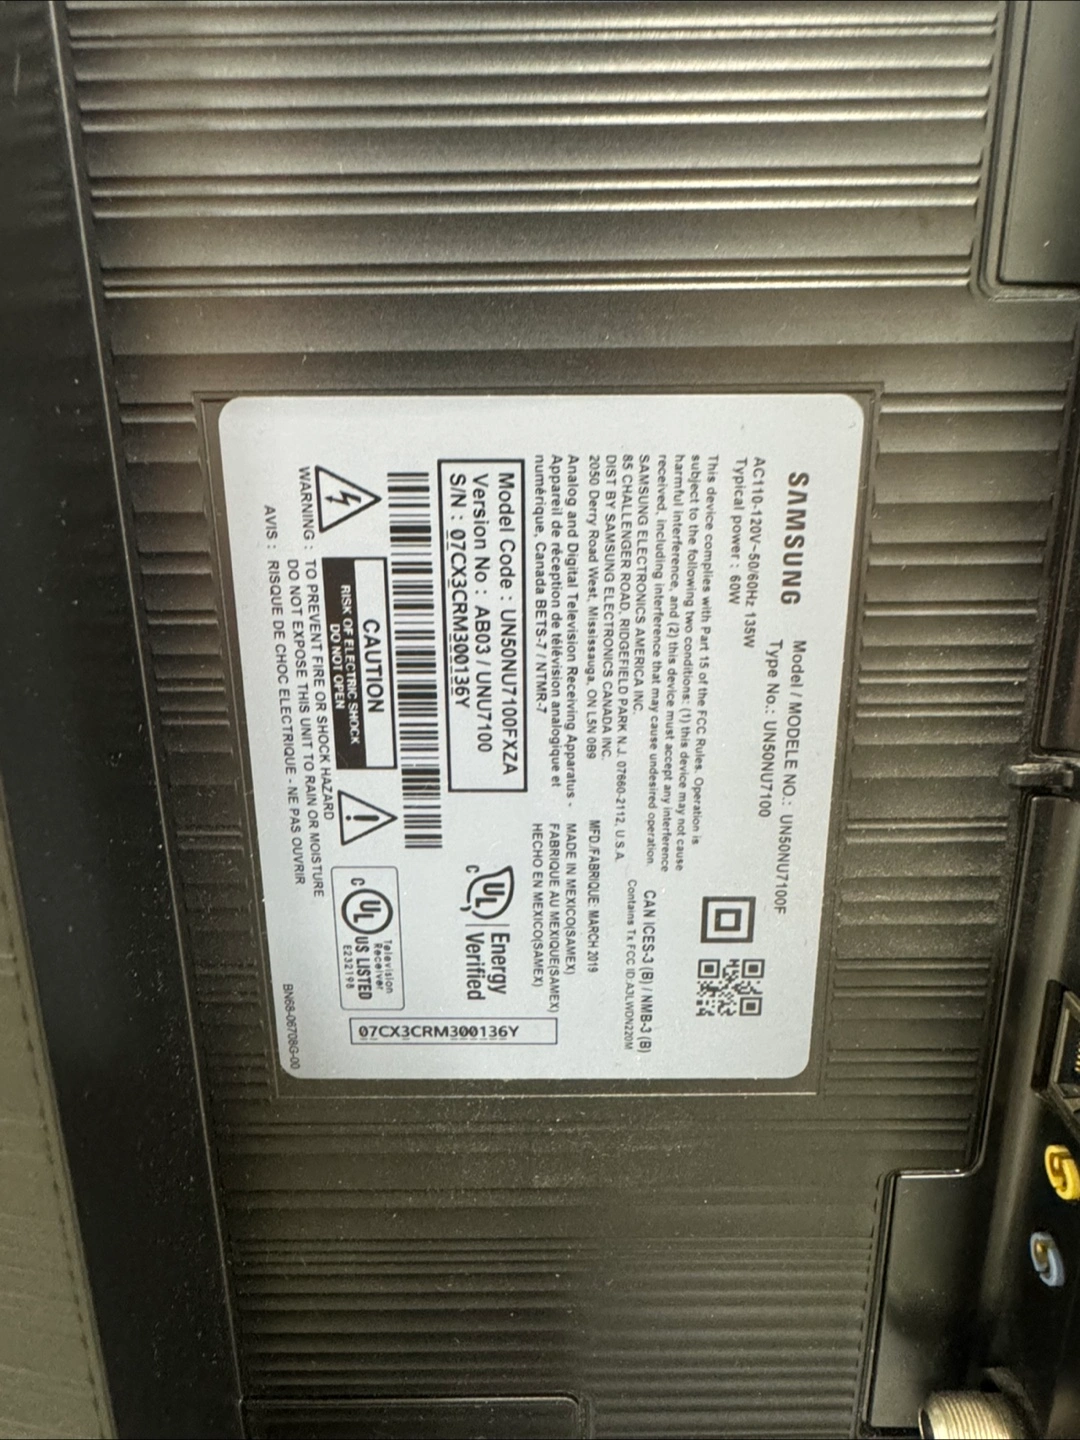 SAMSUNG
Model / MODELE NO.: UN50NU7100F
Type No.: UN50NU7100
AC110-120V~50/60Hz 135W
Typical power : 60W
This device complies with Part 15 of the FCC Rules. Operation is
subject to the following two conditions: (1) this device may not cause
harmful interference, and (2) this device must accept any interference
received, including interference that may cause undesired operation.
CAN ICES-3 (B) / NMB-3 (B)
Contains Tx FCC ID:A3LWDN220M
SAMSUNG ELECTRONICS AMERICA INC.
85 CHALLENGER ROAD, RIDGEFIELD PARK N.J. 07660-2112, U.S.A.
DIST BY SAMSUNG ELECTRONICS CANADA INC.
2050 Derry Road West, Mississauga, ON L5N 0B9
MFD/FABRIQUE: MARCH 2019
Analog and Digital Television Receiving Apparatus -
Appareil de réception de télévision analogique et
numérique, Canada BETS-7 / NTMR-7
MADE IN MEXICO(SAMEX)
FABRIQUE AU MEXIQUE(SAMEX)
HECHO EN MEXICO(SAMEX)
Model Code : UN50NU7100FXZA
Version No : AB03 / UNU7100
S/N : 07CX3CRM300136Y
C UL Energy
Verified
CAUTION
RISK OF ELECTRIC SHOCK
DO NOT OPEN
C UL US LISTED
Television
Receiver
E232198
07CX3CRM300136Y
WARNING : TO PREVENT FIRE OR SHOCK HAZARD
DO NOT EXPOSE THIS UNIT TO RAIN OR MOISTURE
AVIS : RISQUE DE CHOC ELECTRIQUE - NE PAS OUVRIR
BN68-06708G-00